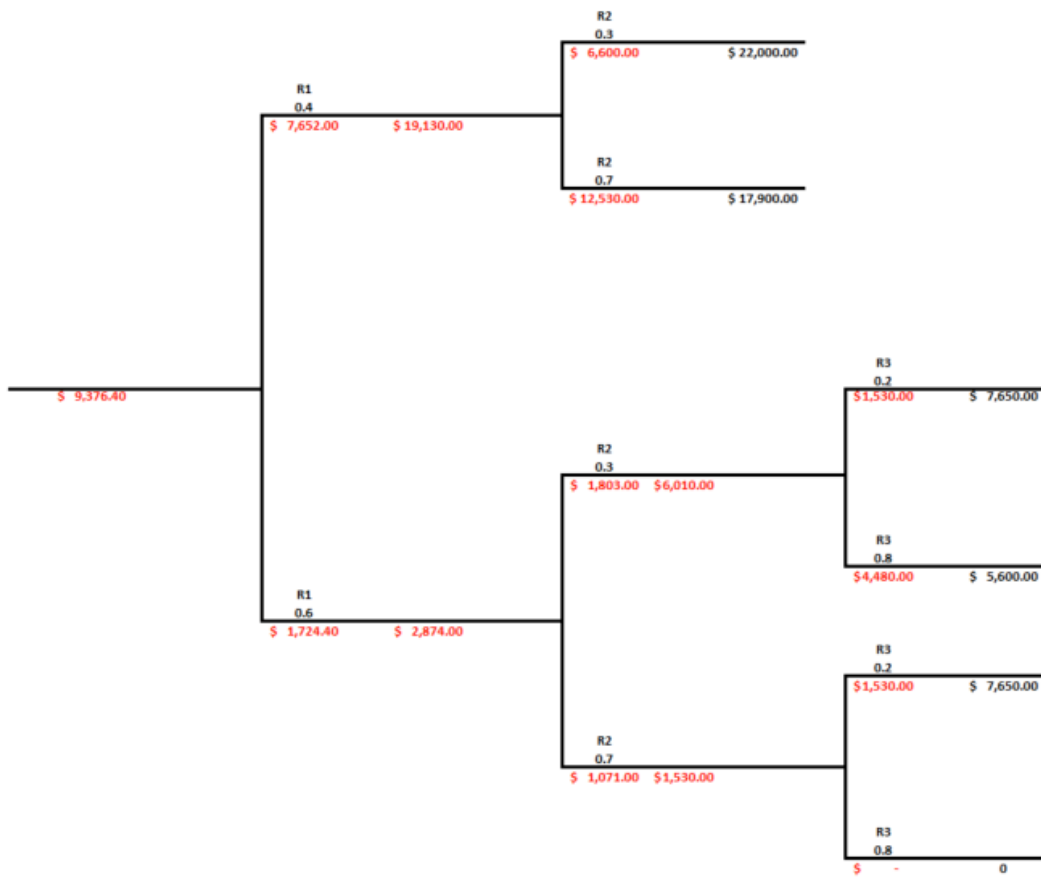 R2
0.3
$ 6,600.00 $ 22,000.00
R1
0.4
$ 7,652.00 $ 19,130.00
R2
0.7
$ 12,530.00 $ 17,900.00
R3
0.2
$ 9,376.40 $1,530.00 $ 7,650.00
R2
0.3
$ 1,803.00 $6,010.00
R3
0.8
$4,480.00 $ 5,600.00
R1
0.6
$ 1,724.40 $ 2,874.00
R3
0.2
$1,530.00 $ 7,650.00
R2
0.7
$ 1,071.00 $1,530.00
R3
0.8
$ - 0